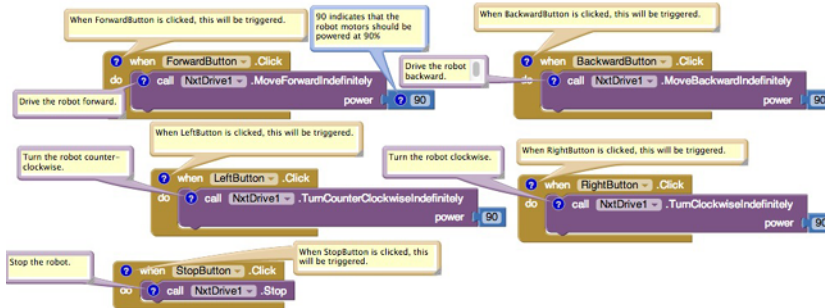 When ForwardButton is clicked, this will be triggered.
90 indicates that the
robot motors should be
powered at 90%
when ForwardButton .Click
do call NxtDrive1 .MoveForwardIndefinitely
power 90
Drive the robot forward.
When BackwardButton is clicked, this will be triggered.
Drive the robot
backward.
when BackwardButton .Click
do call NxtDrive1 .MoveBackwardIndefinitely
power 90
When LeftButton is clicked, this will be triggered.
Turn the robot counter-
clockwise.
when LeftButton .Click
do call NxtDrive1 .TurnCounterClockwiseIndefinitely
power 90
When RightButton is clicked, this will be triggered.
Turn the robot clockwise.
when RightButton .Click
do call NxtDrive1 .TurnClockwiseIndefinitely
power 90
When StopButton is clicked, this
will be triggered.
Stop the robot.
when StopButton .Click
do call NxtDrive1 .Stop